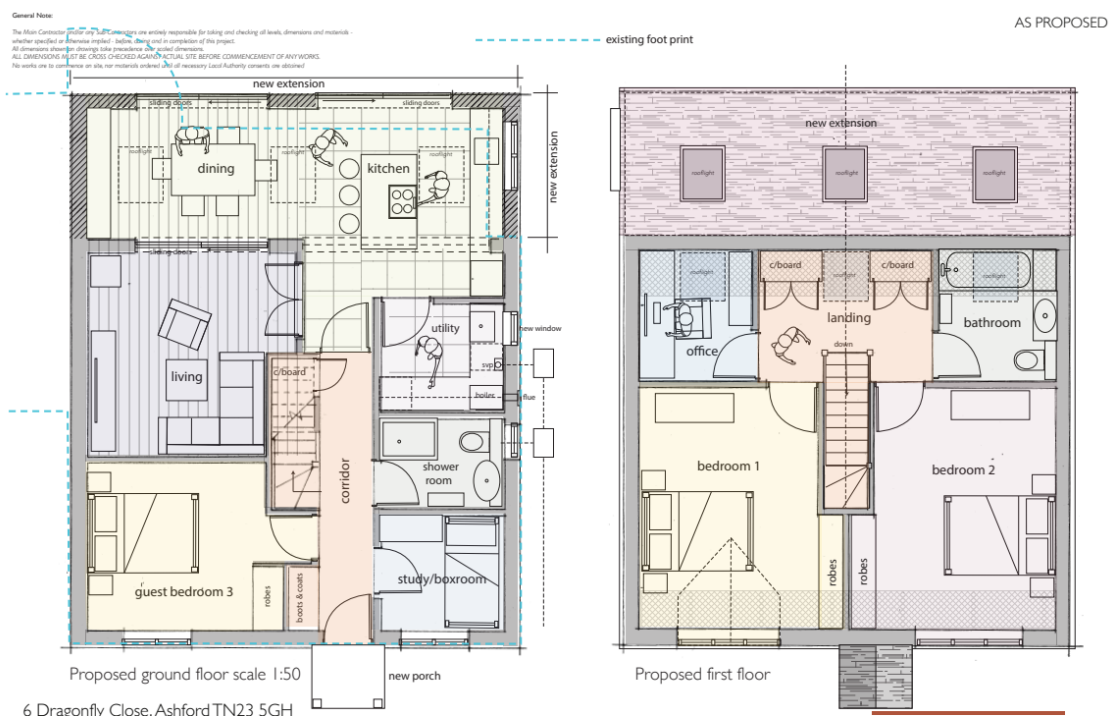 General Note:
AS PROPOSED
The Main Contractor and/or any Sub-Contractors are entirely responsible for taking and checking all levels, dimensions and materials -
whether specified or otherwise implied - before, during and in completion of this project.
All dimensions shown on drawings take precedence over scaled dimensions.
ALL DIMENSIONS MUST BE CROSS CHECKED AGAINST ACTUAL SITE BEFORE COMMENCEMENT OF ANY WORKS.
No works are to commence on site, nor materials ordered until all necessary Local Authority consents are obtained
existing foot print
new extension
sliding doors
sliding doors
rooflight
rooflight
rooflight
dining
kitchen
new extension
sliding doors
utility
new window
svp
boiler
flue
living
c/board
corridor
shower
room
guest bedroom 3
robes
boots & coats
study/boxroom
new porch
Proposed ground floor scale 1:50
6 Dragonfly Close, Ashford TN23 5GH
new extension
rooflight
rooflight
rooflight
c/board
c/board
rooflight
rooflight
rooflight
office
landing
bathroom
down
bedroom 1
bedroom 2
robes
robes
Proposed first floor